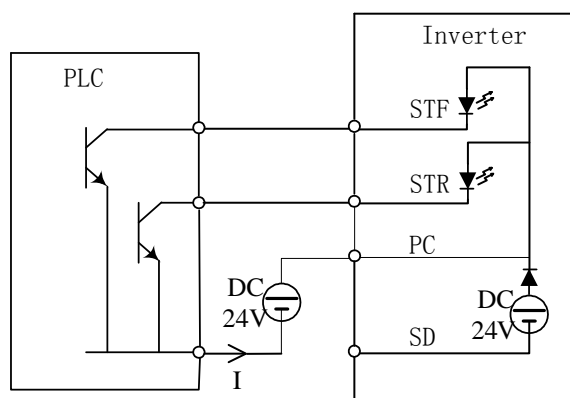 Inverter
PLC
STF
STR
PC
DC
24V
DC
24V
SD
I